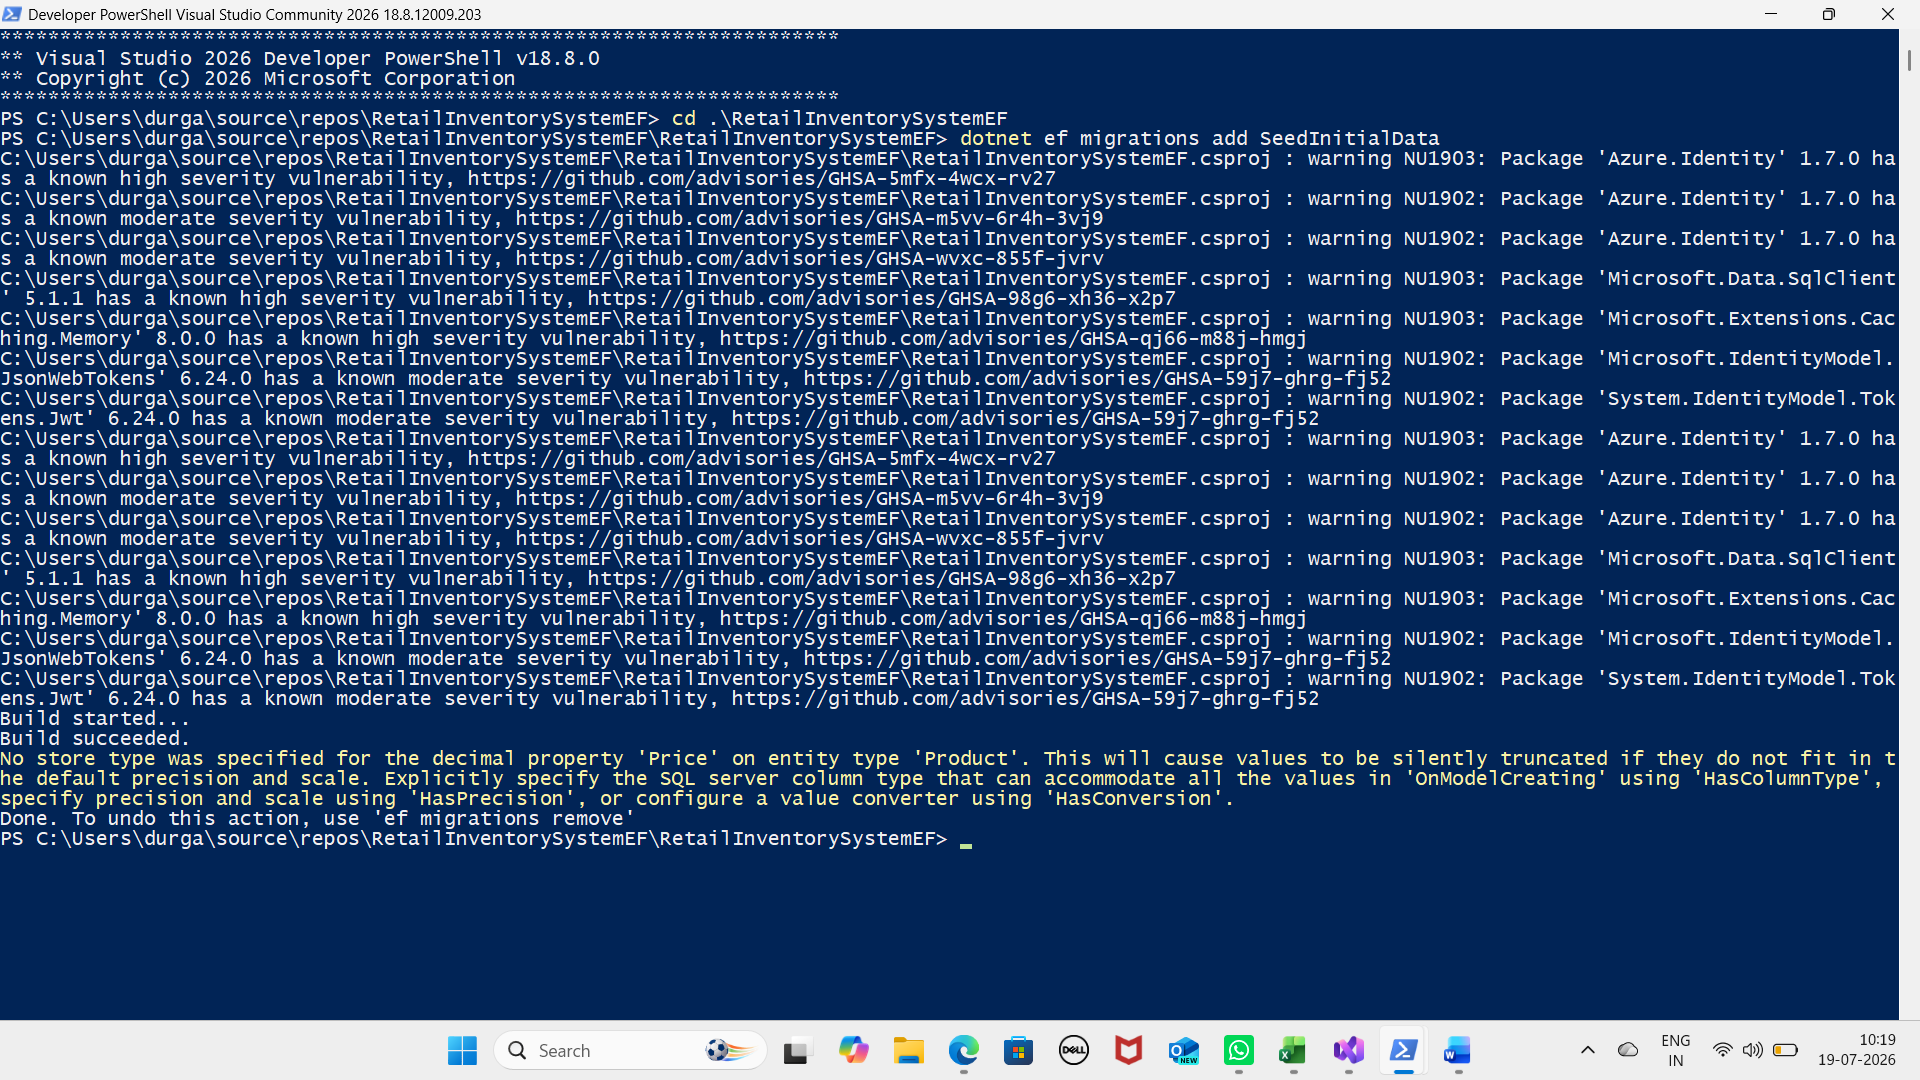 Developer PowerShell Visual Studio Community 2026 18.8.12009.203
**********************************************************************
** Visual Studio 2026 Developer PowerShell v18.8.0
** Copyright (c) 2026 Microsoft Corporation
**********************************************************************
PS C:\Users\durga\source\repos\RetailInventorySystemEF> cd .\RetailInventorySystemEF
PS C:\Users\durga\source\repos\RetailInventorySystemEF\RetailInventorySystemEF> dotnet ef migrations add SeedInitialData
C:\Users\durga\source\repos\RetailInventorySystemEF\RetailInventorySystemEF\RetailInventorySystemEF.csproj : warning NU1903: Package 'Azure.Identity' 1.7.0 ha
s a known high severity vulnerability, https://github.com/advisories/GHSA-5mfx-4wcx-rv27
C:\Users\durga\source\repos\RetailInventorySystemEF\RetailInventorySystemEF\RetailInventorySystemEF.csproj : warning NU1902: Package 'Azure.Identity' 1.7.0 ha
s a known moderate severity vulnerability, https://github.com/advisories/GHSA-m5vv-6r4h-3vj9
C:\Users\durga\source\repos\RetailInventorySystemEF\RetailInventorySystemEF\RetailInventorySystemEF.csproj : warning NU1902: Package 'Azure.Identity' 1.7.0 ha
s a known moderate severity vulnerability, https://github.com/advisories/GHSA-wvxc-855f-jvrv
C:\Users\durga\source\repos\RetailInventorySystemEF\RetailInventorySystemEF\RetailInventorySystemEF.csproj : warning NU1903: Package 'Microsoft.Data.SqlClient
' 5.1.1 has a known high severity vulnerability, https://github.com/advisories/GHSA-98g6-xh36-x2p7
C:\Users\durga\source\repos\RetailInventorySystemEF\RetailInventorySystemEF\RetailInventorySystemEF.csproj : warning NU1903: Package 'Microsoft.Extensions.Cac
hing.Memory' 8.0.0 has a known high severity vulnerability, https://github.com/advisories/GHSA-qj66-m88j-hmgj
C:\Users\durga\source\repos\RetailInventorySystemEF\RetailInventorySystemEF\RetailInventorySystemEF.csproj : warning NU1902: Package 'Microsoft.IdentityModel.
JsonWebTokens' 6.24.0 has a known moderate severity vulnerability, https://github.com/advisories/GHSA-59j7-ghrg-fj52
C:\Users\durga\source\repos\RetailInventorySystemEF\RetailInventorySystemEF\RetailInventorySystemEF.csproj : warning NU1902: Package 'System.IdentityModel.Tok
ens.Jwt' 6.24.0 has a known moderate severity vulnerability, https://github.com/advisories/GHSA-59j7-ghrg-fj52
C:\Users\durga\source\repos\RetailInventorySystemEF\RetailInventorySystemEF\RetailInventorySystemEF.csproj : warning NU1903: Package 'Azure.Identity' 1.7.0 ha
s a known high severity vulnerability, https://github.com/advisories/GHSA-5mfx-4wcx-rv27
C:\Users\durga\source\repos\RetailInventorySystemEF\RetailInventorySystemEF\RetailInventorySystemEF.csproj : warning NU1902: Package 'Azure.Identity' 1.7.0 ha
s a known moderate severity vulnerability, https://github.com/advisories/GHSA-m5vv-6r4h-3vj9
C:\Users\durga\source\repos\RetailInventorySystemEF\RetailInventorySystemEF\RetailInventorySystemEF.csproj : warning NU1902: Package 'Azure.Identity' 1.7.0 ha
s a known moderate severity vulnerability, https://github.com/advisories/GHSA-wvxc-855f-jvrv
C:\Users\durga\source\repos\RetailInventorySystemEF\RetailInventorySystemEF\RetailInventorySystemEF.csproj : warning NU1903: Package 'Microsoft.Data.SqlClient
' 5.1.1 has a known high severity vulnerability, https://github.com/advisories/GHSA-98g6-xh36-x2p7
C:\Users\durga\source\repos\RetailInventorySystemEF\RetailInventorySystemEF\RetailInventorySystemEF.csproj : warning NU1903: Package 'Microsoft.Extensions.Cac
hing.Memory' 8.0.0 has a known high severity vulnerability, https://github.com/advisories/GHSA-qj66-m88j-hmgj
C:\Users\durga\source\repos\RetailInventorySystemEF\RetailInventorySystemEF\RetailInventorySystemEF.csproj : warning NU1902: Package 'Microsoft.IdentityModel.
JsonWebTokens' 6.24.0 has a known moderate severity vulnerability, https://github.com/advisories/GHSA-59j7-ghrg-fj52
C:\Users\durga\source\repos\RetailInventorySystemEF\RetailInventorySystemEF\RetailInventorySystemEF.csproj : warning NU1902: Package 'System.IdentityModel.Tok
ens.Jwt' 6.24.0 has a known moderate severity vulnerability, https://github.com/advisories/GHSA-59j7-ghrg-fj52
Build started...
Build succeeded.
No store type was specified for the decimal property 'Price' on entity type 'Product'. This will cause values to be silently truncated if they do not fit in t
he default precision and scale. Explicitly specify the SQL server column type that can accommodate all the values in 'OnModelCreating' using 'HasColumnType',
specify precision and scale using 'HasPrecision', or configure a value converter using 'HasConversion'.
Done. To undo this action, use 'ef migrations remove'
PS C:\Users\durga\source\repos\RetailInventorySystemEF\RetailInventorySystemEF>
Search
DELL
NEW
ENG
IN
10:19
19-07-2026